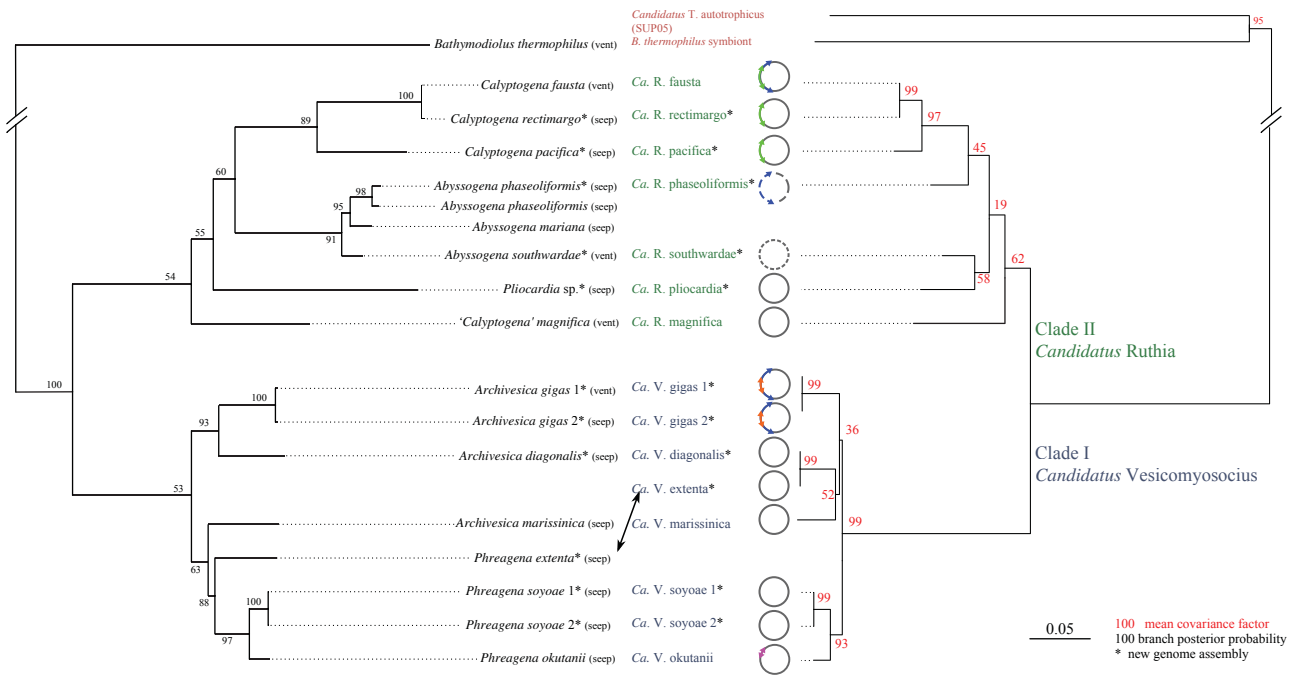 Candidatus T. autotrophicus
(SUP05)
95
Bathymodiolus thermophilus (vent) B. thermophilus symbiont
Calyptogena fausta (vent) Ca. R. fausta
100
99
Calyptogena rectimargo* (seep) Ca. R. rectimargo*
89
97
Calyptogena pacifica* (seep) Ca. R. pacifica*
45
60
Abyssogena phaseoliformis* (seep) Ca. R. phaseoliformis*
98
Abyssogena phaseoliformis (seep)
95
19
Abyssogena mariana (seep)
91
55
Abyssogena southwardae* (vent) Ca. R. southwardae*
62
54
58
Pliocardia sp.* (seep) Ca. R. pliocardia*
'Calyptogena' magnifica (vent) Ca. R. magnifica
Clade II
Candidatus Ruthia
100
Archivesica gigas 1* (vent) Ca. V. gigas 1*
99
100
Archivesica gigas 2* (seep) Ca. V. gigas 2*
93
36
Archivesica diagonalis* (seep) Ca. V. diagonalis*
Clade I
Candidatus Vesicomyosocius
99
53
Ca. V. extenta*
52
Archivesica marissinica (seep) Ca. V. marissinica
99
Phreagena extenta* (seep)
63
Phreagena soyoae 1* (seep) Ca. V. soyoae 1*
88
100
99
Phreagena soyoae 2* (seep) Ca. V. soyoae 2*
97
93
Phreagena okutanii (seep) Ca. V. okutanii
0.05
100 mean covariance factor
100 branch posterior probability
* new genome assembly